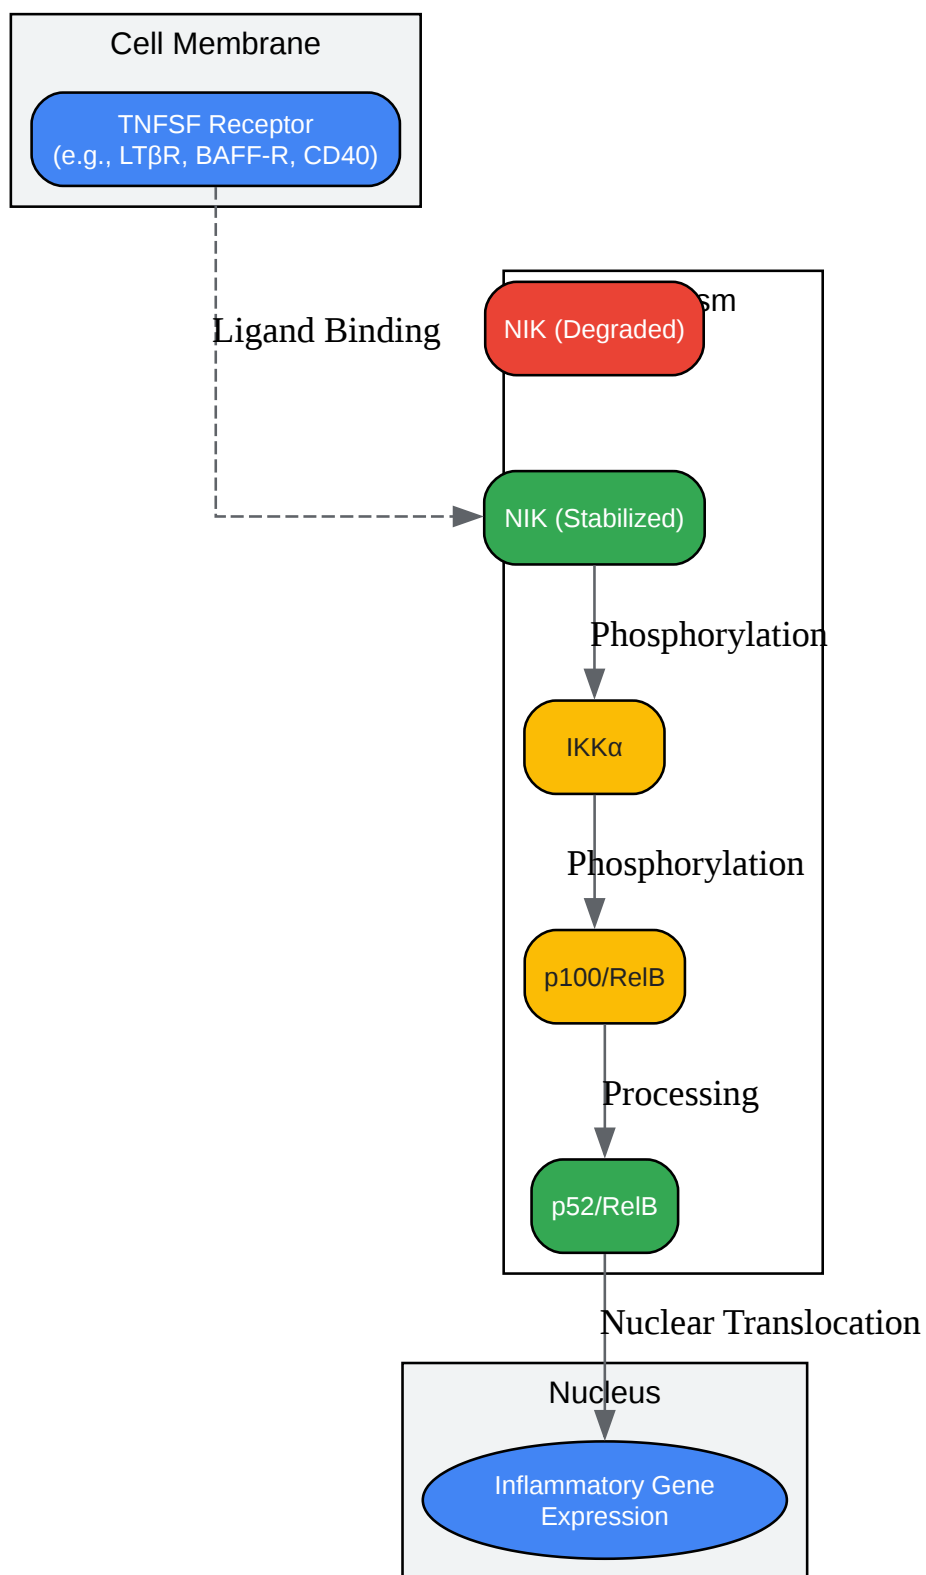 Cell Membrane
TNFSF Receptor
(e.g., LTβR, BAFF-R, CD40)
Ligand Binding
NIK (Degraded)
NIK (Stabilized)
Phosphorylation
IKKα
Phosphorylation
p100/RelB
Processing
p52/RelB
Nuclear Translocation
Nucleus
Inflammatory Gene
Expression